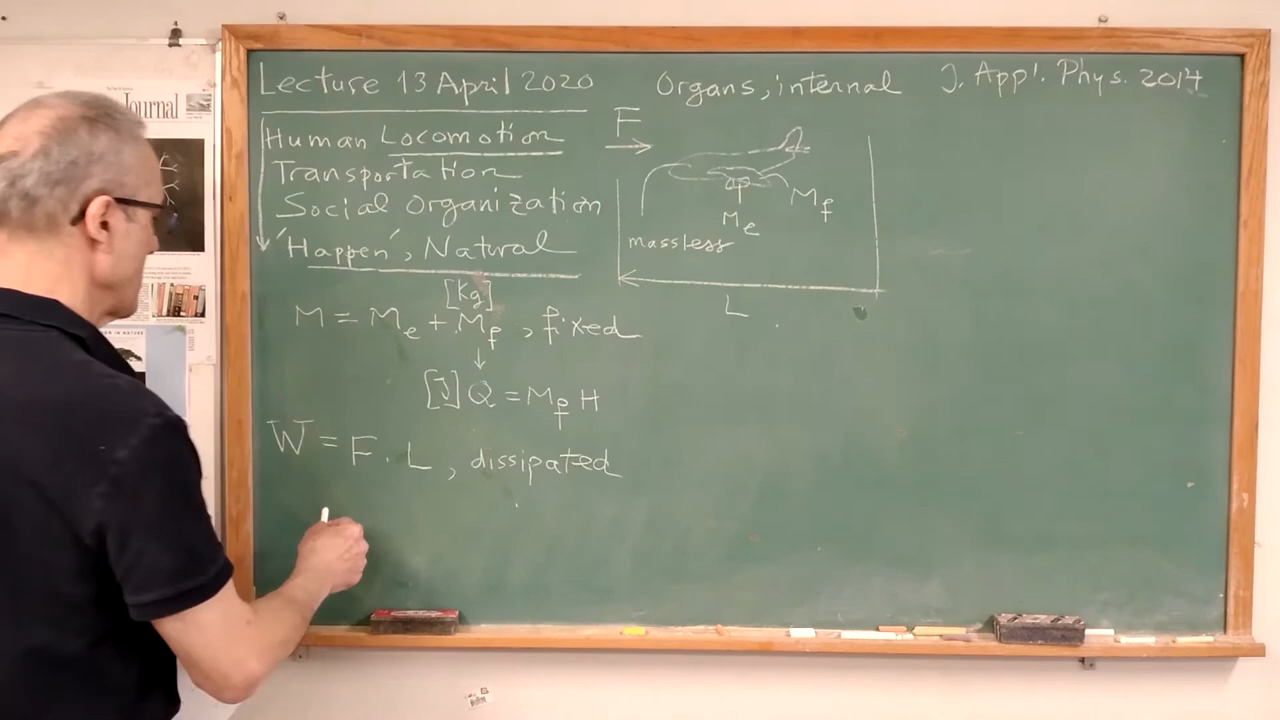 Lecture 13 April 2020
Organs, internal
J. Appl. Phys. 2014
Human Locomotion
Transportation
Social Organization
'Happen', Natural
F
M_f
M_e
massless
L
[Kg]
M = M_e + M_f , fixed
[J] Q = M_f H
W = F . L , dissipated
Journal